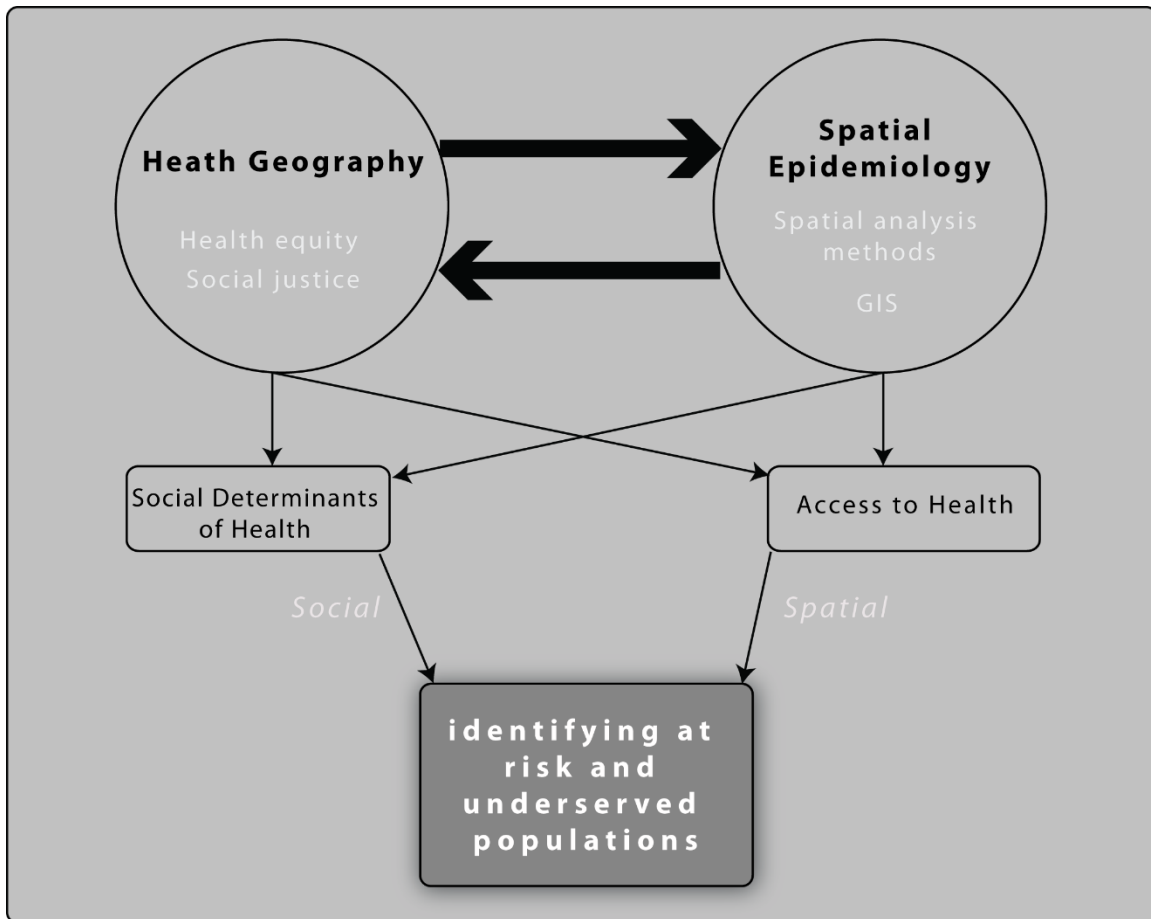 Heath Geography
Health equity
Social justice
Spatial
Epidemiology
Spatial analysis
methods
GIS
Social Determinants
of Health
Access to Health
Social
Spatial
identifying at
risk and
underserved
populations